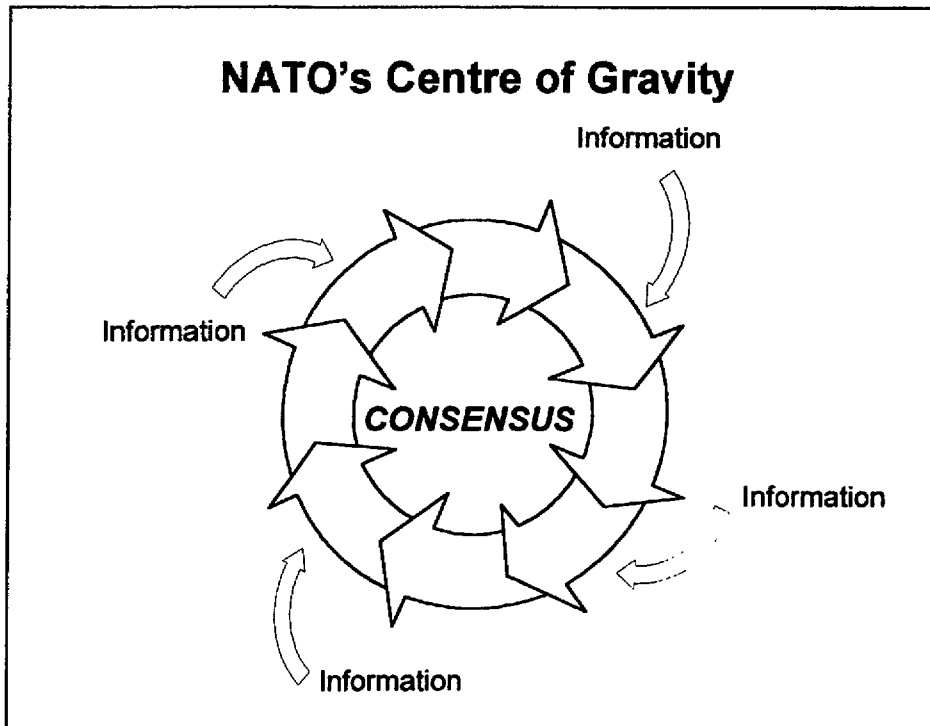 NATO's Centre of Gravity
Information
Information
CONSENSUS
Information
Information